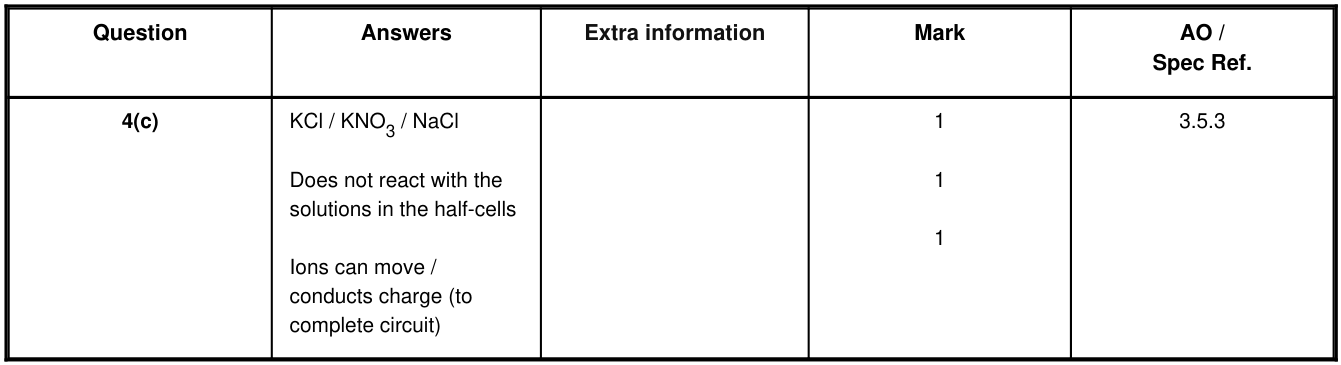 Question Answers Extra information Mark AO /
Spec Ref.
4(c) KCl / KNO3 / NaCl 1 3.5.3
Does not react with the 1
solutions in the half-cells
1
Ions can move /
conducts charge (to
complete circuit)